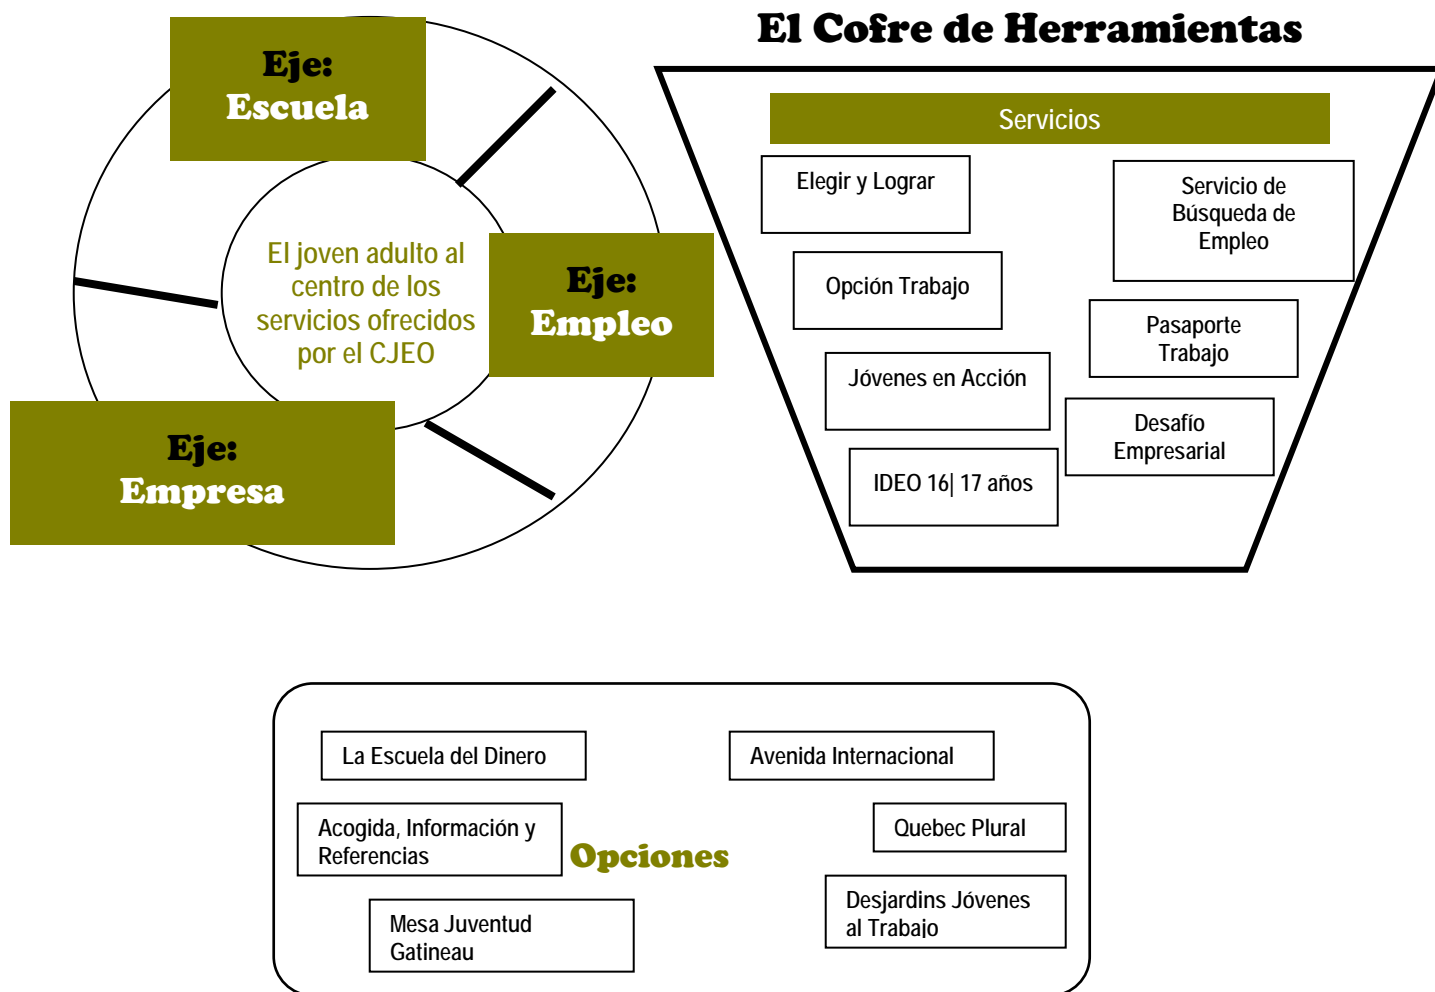 Eje:
Escuela
El joven adulto al
centro de los
servicios ofrecidos
por el CJEO
Eje:
Empleo
Eje:
Empresa
El Cofre de Herramientas
Servicios
Elegir y Lograr
Servicio de
Búsqueda de
Empleo
Opción Trabajo
Pasaporte
Trabajo
Jóvenes en Acción
Desafío
Empresarial
IDEO 16| 17 años
La Escuela del Dinero
Avenida Internacional
Acogida, Información y
Referencias
Opciones
Quebec Plural
Mesa Juventud
Gatineau
Desjardins Jóvenes
al Trabajo